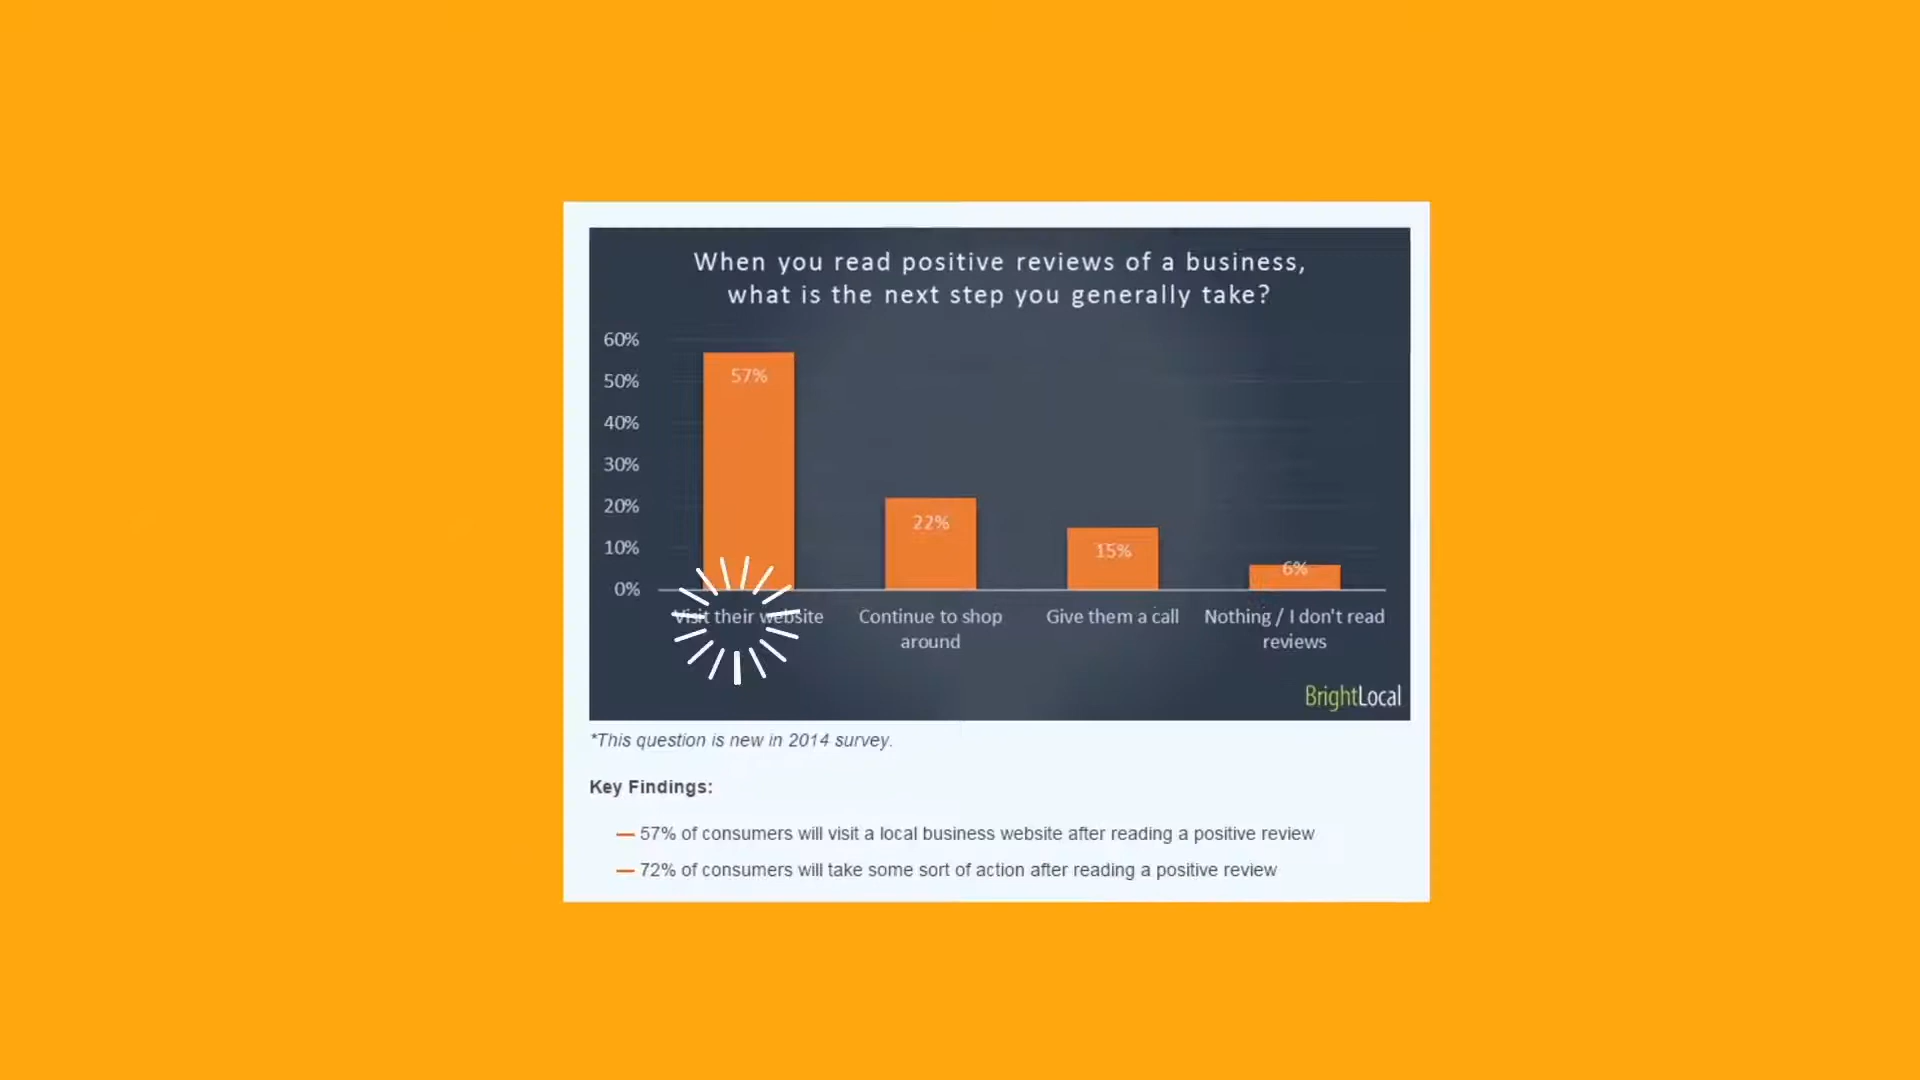 When you read positive reviews of a business,
what is the next step you generally take?
60%
50%
40%
30%
20%
10%
0%
57%
22%
15%
6%
Visit their website
Continue to shop
around
Give them a call
Nothing / I don't read
reviews
BrightLocal
*This question is new in 2014 survey.
Key Findings:
— 57% of consumers will visit a local business website after reading a positive review
— 72% of consumers will take some sort of action after reading a positive review